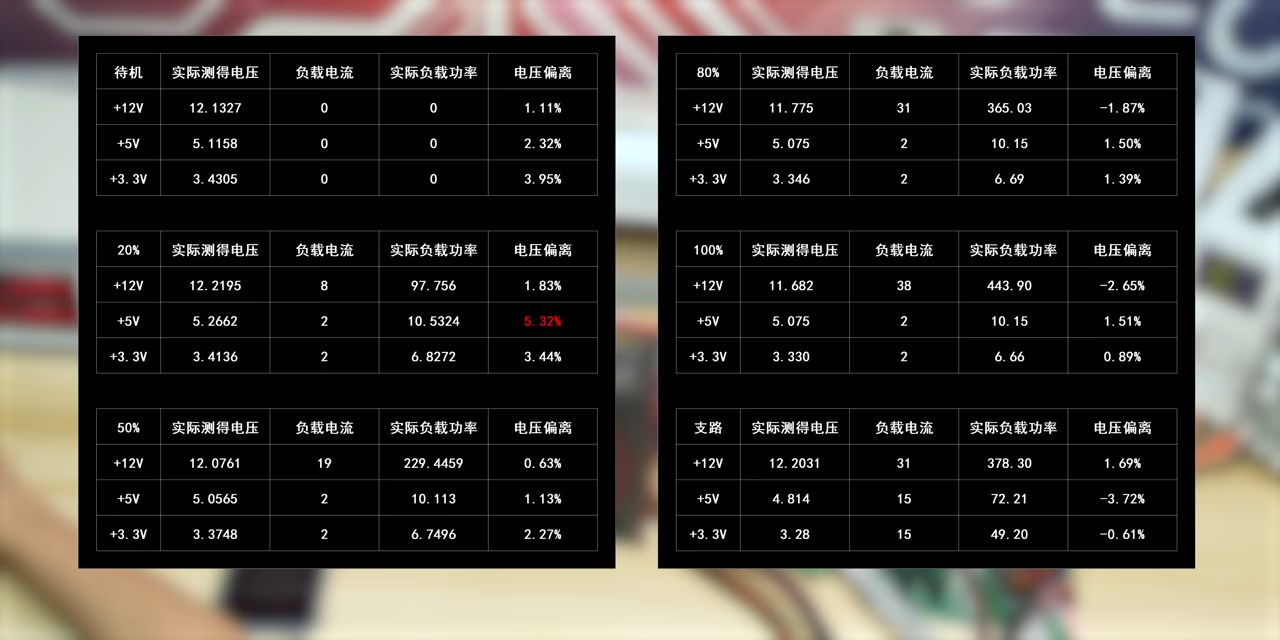 待机 实际测得电压 负载电流 实际负载功率 电压偏离
+12V 12.1327 0 0 1.11%
+5V 5.1158 0 0 2.32%
+3.3V 3.4305 0 0 3.95%
20% 实际测得电压 负载电流 实际负载功率 电压偏离
+12V 12.2195 8 97.756 1.83%
+5V 5.2662 2 10.5324 5.32%
+3.3V 3.4136 2 6.8272 3.44%
50% 实际测得电压 负载电流 实际负载功率 电压偏离
+12V 12.0761 19 229.4459 0.63%
+5V 5.0565 2 10.113 1.13%
+3.3V 3.3748 2 6.7496 2.27%
80% 实际测得电压 负载电流 实际负载功率 电压偏离
+12V 11.775 31 365.03 -1.87%
+5V 5.075 2 10.15 1.50%
+3.3V 3.346 2 6.69 1.39%
100% 实际测得电压 负载电流 实际负载功率 电压偏离
+12V 11.682 38 443.90 -2.65%
+5V 5.075 2 10.15 1.51%
+3.3V 3.330 2 6.66 0.89%
支路 实际测得电压 负载电流 实际负载功率 电压偏离
+12V 12.2031 31 378.30 1.69%
+5V 4.814 15 72.21 -3.72%
+3.3V 3.28 15 49.20 -0.61%